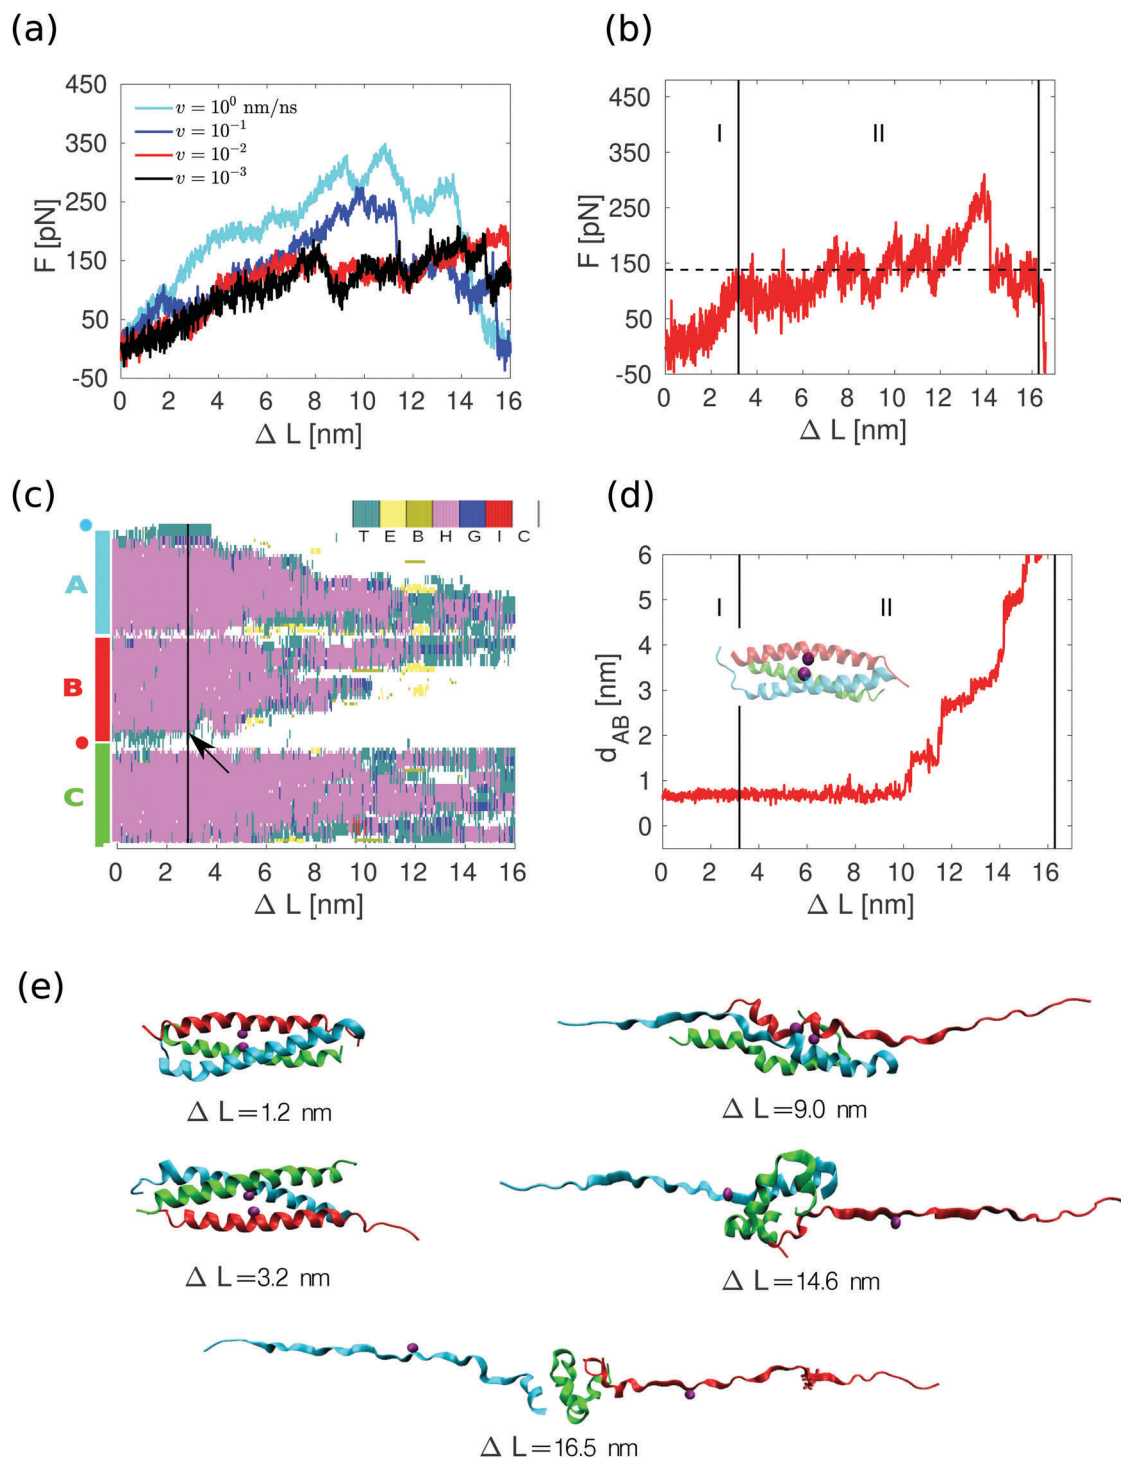 (a)
450
350
250
150
50
-50
F [pN]
v = 10⁰ nm/ns
v = 10⁻¹
v = 10⁻²
v = 10⁻³
0 2 4 6 8 10 12 14 16
Δ L [nm]
(b)
450
350
250
150
50
-50
F [pN]
I II
0 2 4 6 8 10 12 14 16
Δ L [nm]
(c)
T E B H G I C
A
B
C
0 2 4 6 8 10 12 14 16
Δ L [nm]
(d)
6
5
4
3
2
1
0
d_AB [nm]
I II
0 2 4 6 8 10 12 14 16
Δ L [nm]
(e)
Δ L=1.2 nm
Δ L=9.0 nm
Δ L=3.2 nm
Δ L=14.6 nm
Δ L=16.5 nm